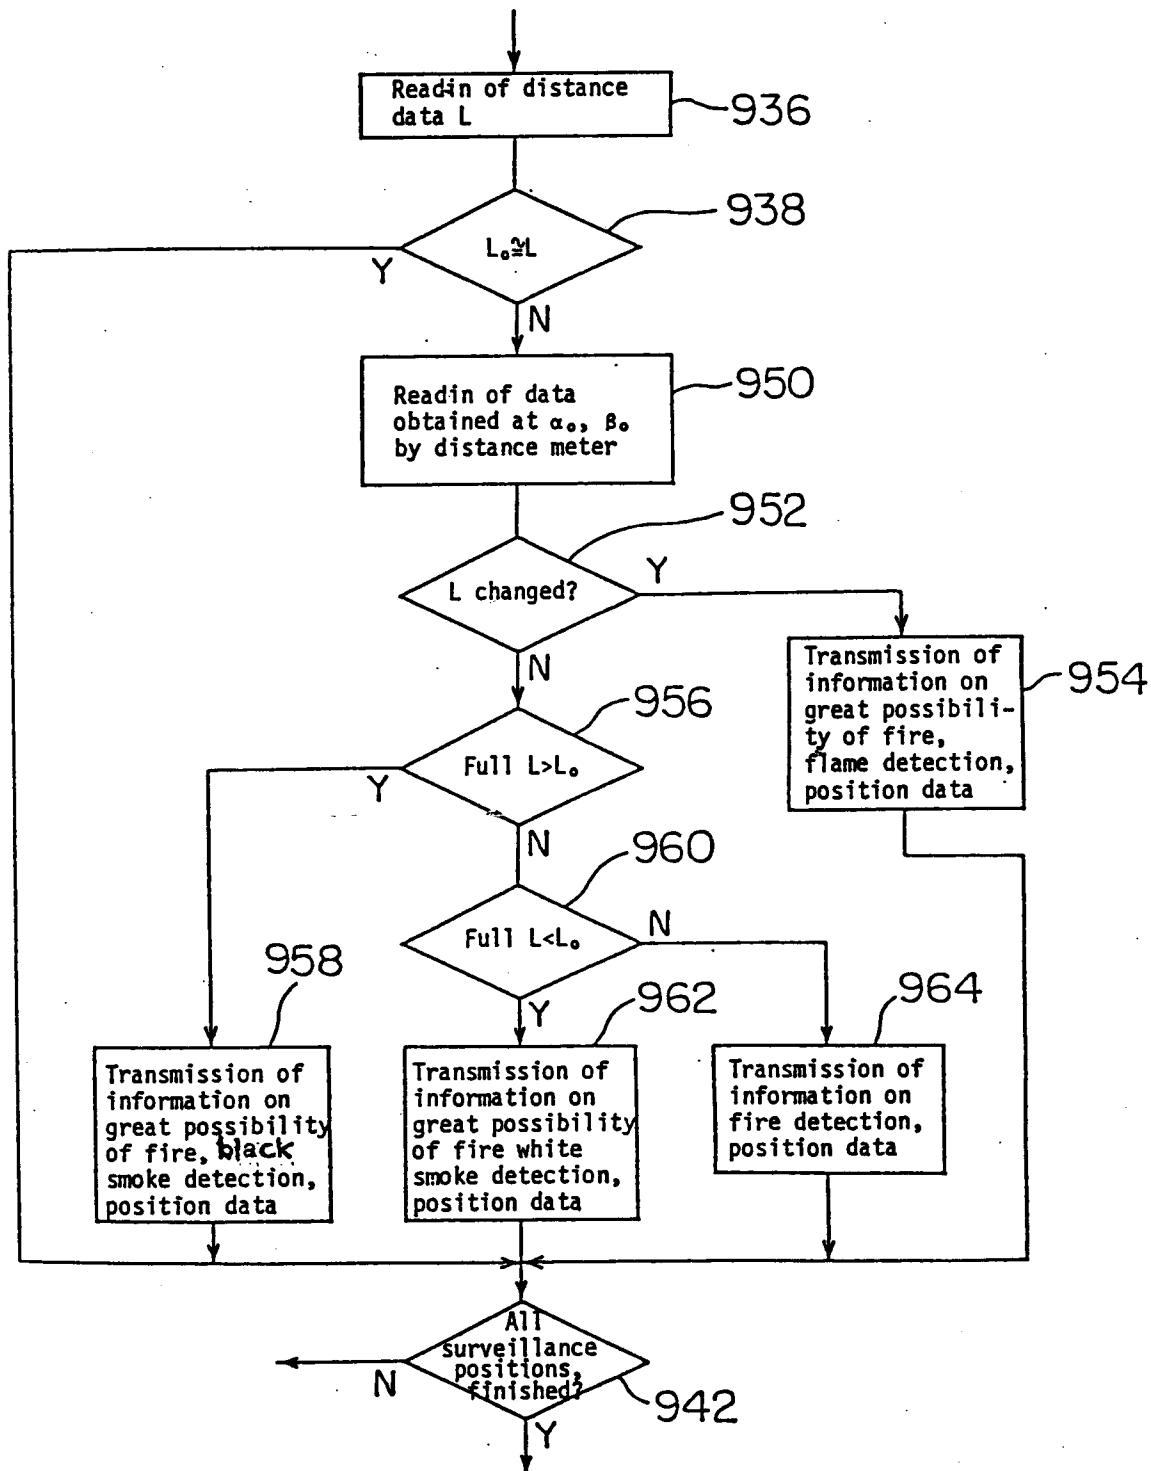 Readin of distance
data L
936
938
L₀≅L
Y
N
950
Readin of data
obtained at α₀, β₀
by distance meter
952
L changed?
Y
N
954
Transmission of
information on
great possibili-
ty of fire,
flame detection,
position data
956
Full L>L₀
Y
N
960
Full L<L₀
N
Y
958
Transmission of
information on
great possibility
of fire, black
smoke detection,
position data
962
Transmission of
information on
great possibility
of fire white
smoke detection,
position data
964
Transmission of
information on
fire detection,
position data
All
surveillance
positions,
finished?
N
942
Y